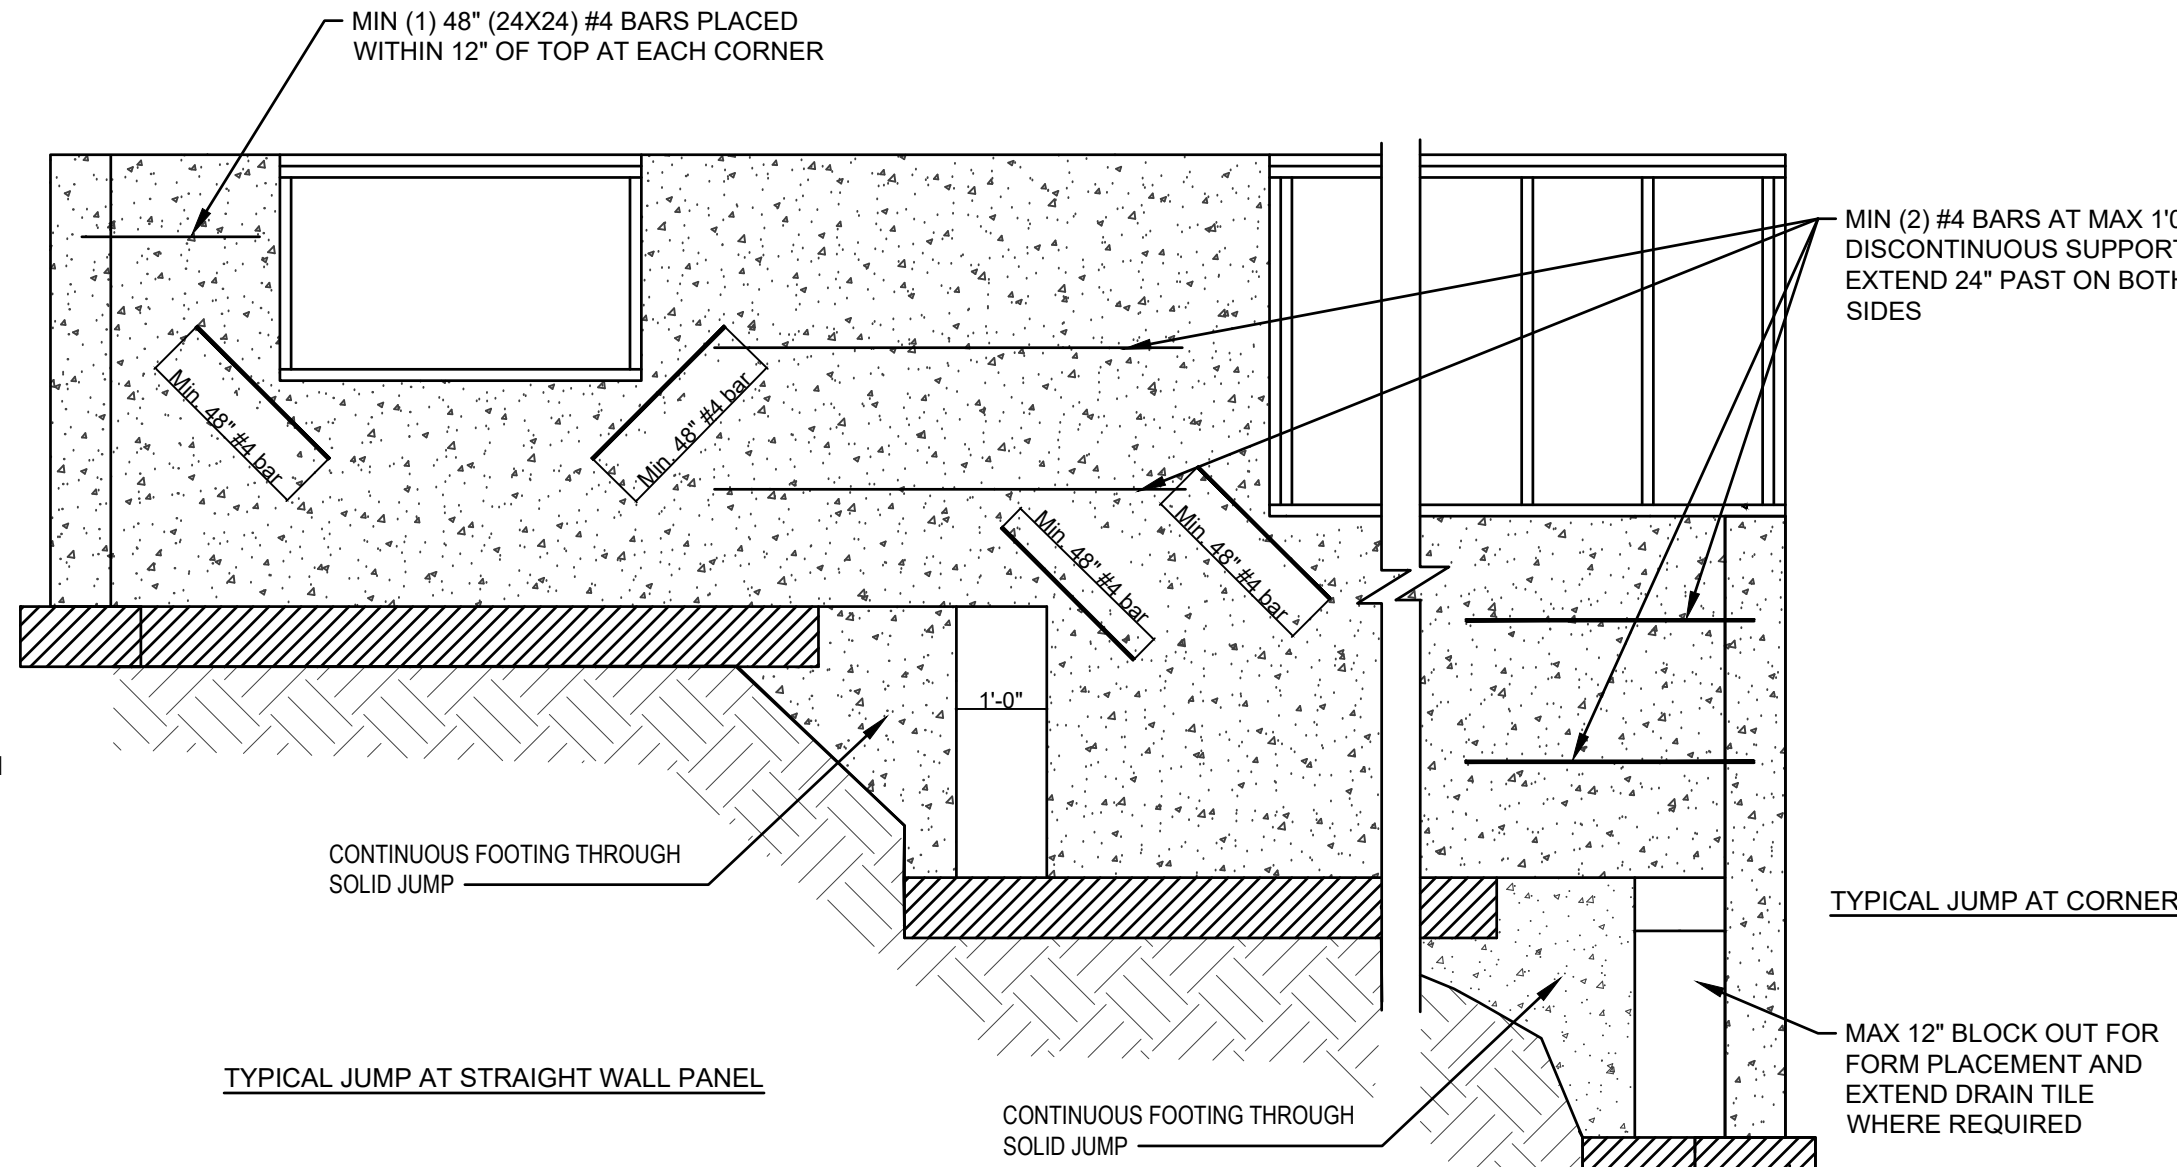 MIN (1) 48" (24X24) #4 BARS PLACED
WITHIN 12" OF TOP AT EACH CORNER
MIN (2) #4 BARS AT MAX 1'0
DISCONTINUOUS SUPPORT
EXTEND 24" PAST ON BOTH
SIDES
Min. 48" #4 bar
Min. 48" #4 bar
Min. 48" #4 bar
Min. 48" #4 bar
1'-0"
CONTINUOUS FOOTING THROUGH
SOLID JUMP
TYPICAL JUMP AT CORNER
TYPICAL JUMP AT STRAIGHT WALL PANEL
MAX 12" BLOCK OUT FOR
FORM PLACEMENT AND
EXTEND DRAIN TILE
WHERE REQUIRED
CONTINUOUS FOOTING THROUGH
SOLID JUMP